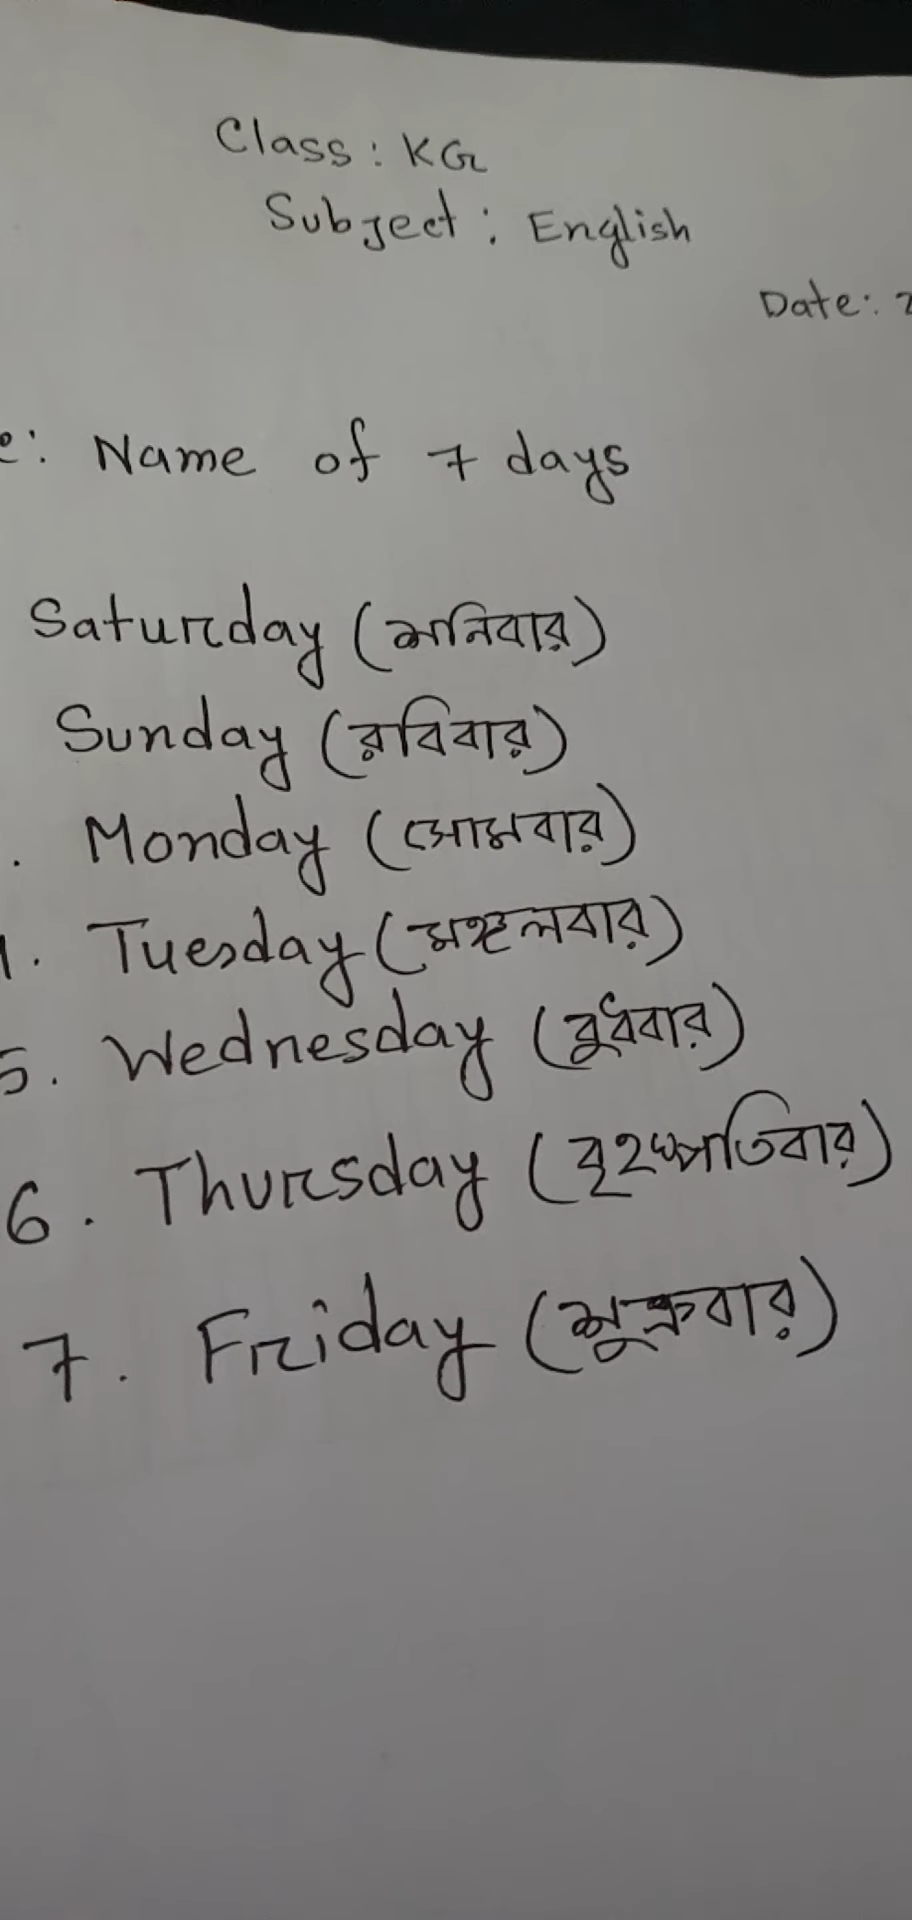 Class: KG
Subject: English
Date:
e: Name of 7 days
Saturday (শনিবার)
Sunday (রবিবার)
. Monday (সোমবার)
4. Tuesday (মঙ্গলবার)
5. Wednesday (বুধবার)
6. Thursday (বৃহস্পতিবার)
7. Friday (শুক্রবার)